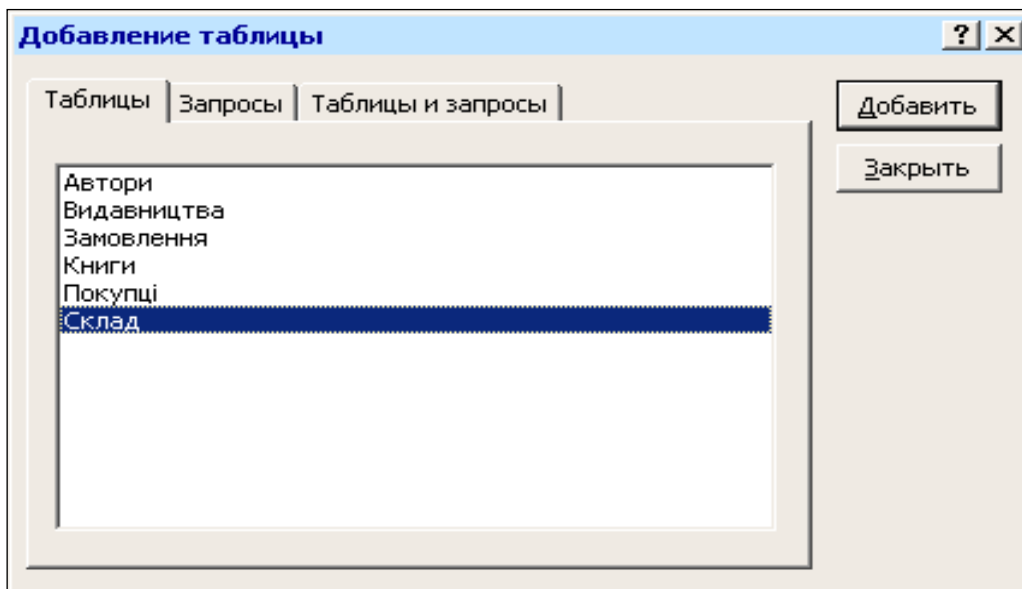 Добавление таблицы ? ×
Таблицы Запросы Таблицы и запросы
Добавить
Закрыть
Автори
Видавництва
Замовлення
Книги
Покупці
Склад